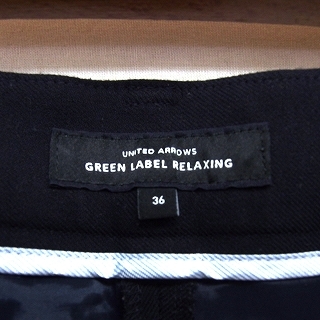 UNITED ARROWS
GREEN LABEL RELAXING
36